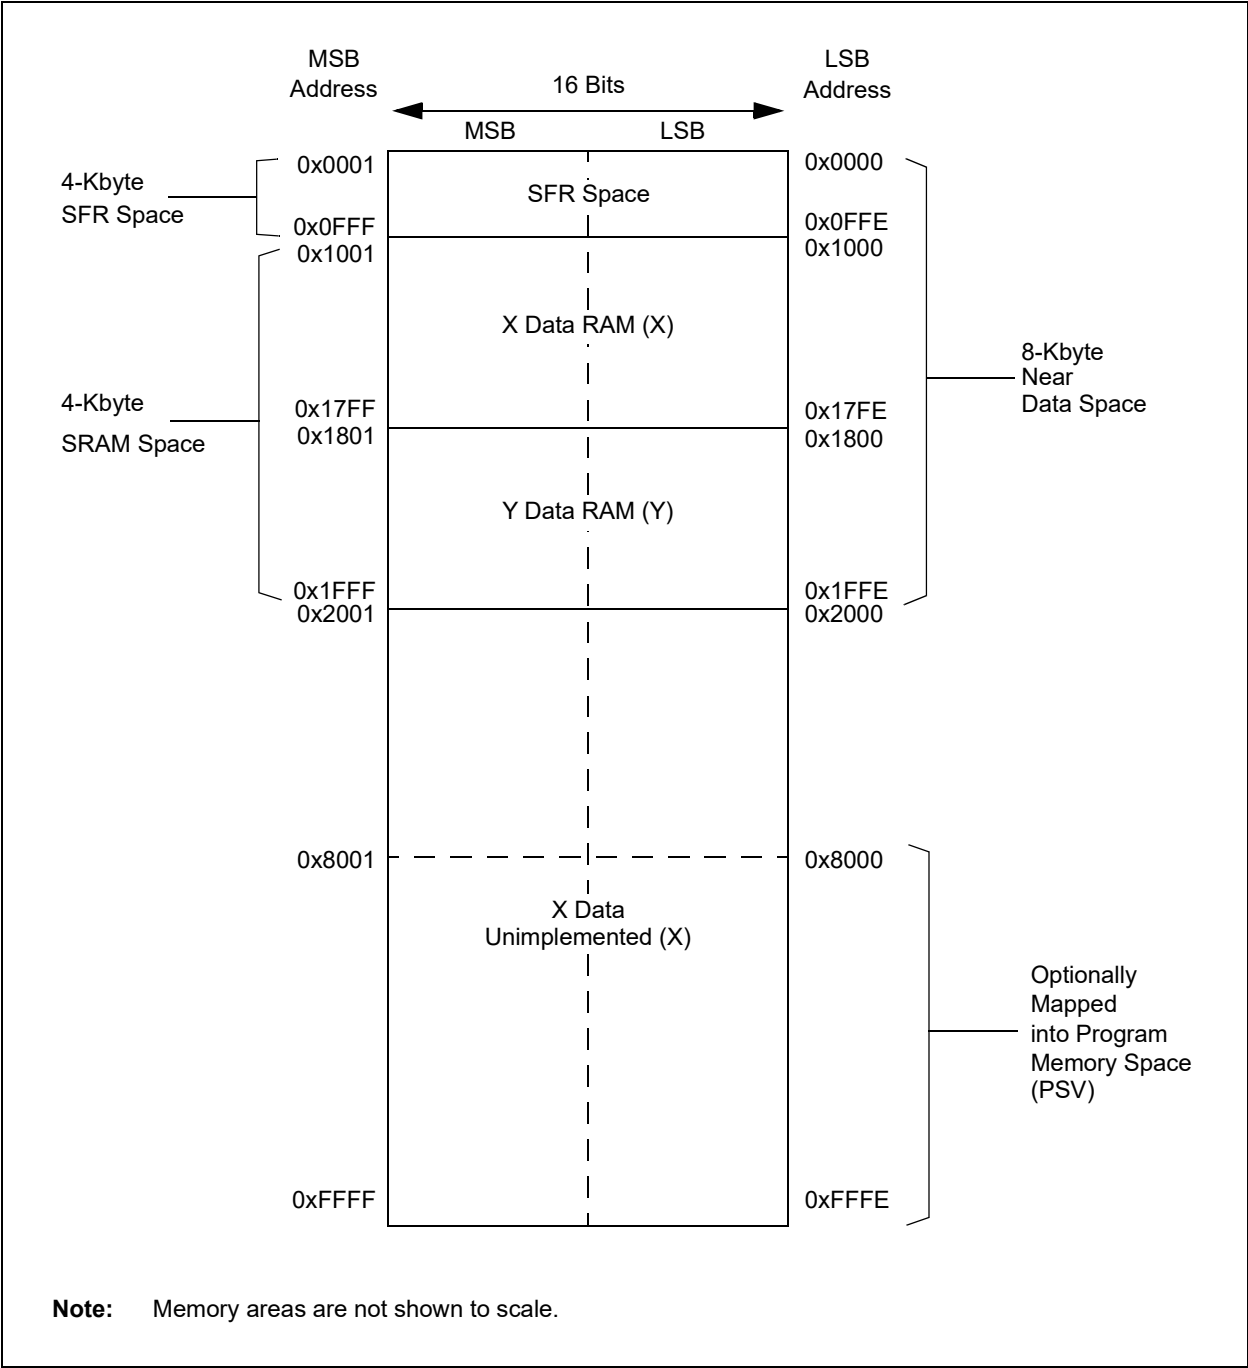 MSB
Address
16 Bits
LSB
Address
MSB
LSB
0x0001
0x0000
4-Kbyte
SFR Space
SFR Space
0x0FFF
0x0FFE
0x1001
0x1000
X Data RAM (X)
8-Kbyte
Near
Data Space
4-Kbyte
SRAM Space
0x17FF
0x17FE
0x1801
0x1800
Y Data RAM (Y)
0x1FFF
0x1FFE
0x2001
0x2000
0x8001
0x8000
X Data
Unimplemented (X)
Optionally
Mapped
into Program
Memory Space
(PSV)
0xFFFF
0xFFFE
Note: Memory areas are not shown to scale.